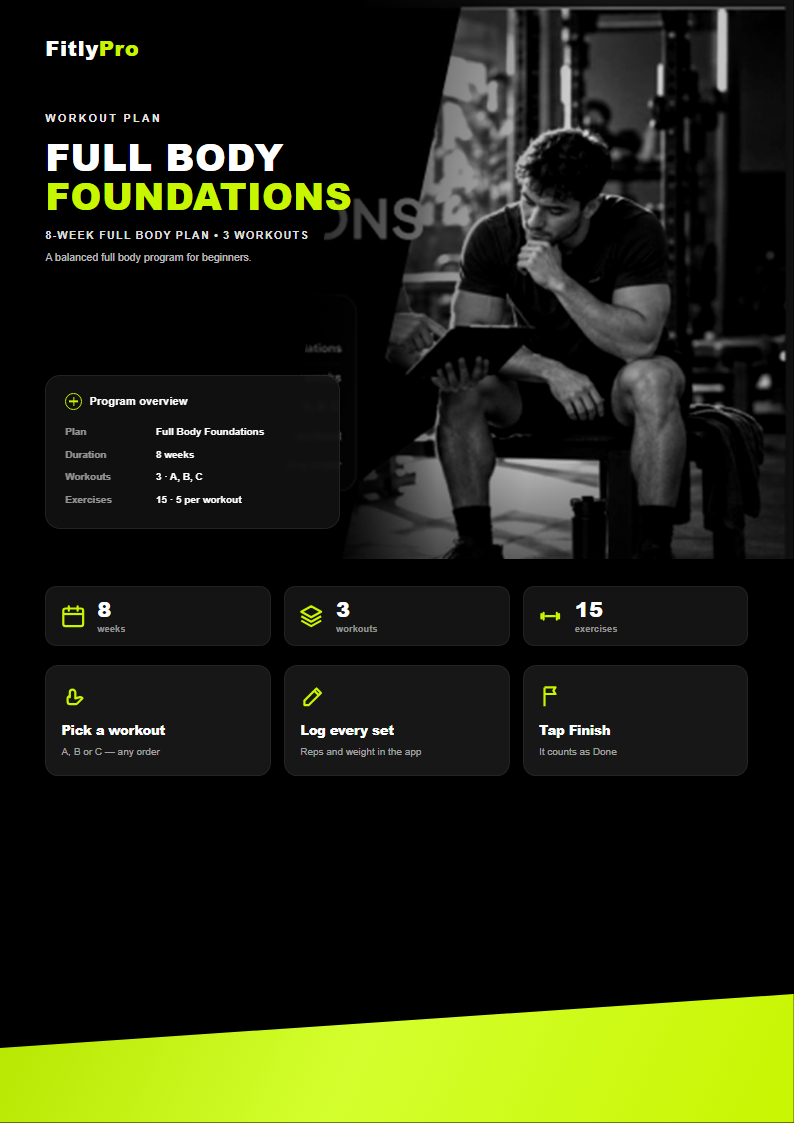 FitlyPro
WORKOUT PLAN
FULL BODY
FOUNDATIONS
ONS
8-WEEK FULL BODY PLAN • 3 WORKOUTS
A balanced full body program for beginners.
ations
Program overview
Plan Full Body Foundations
Duration 8 weeks
Workouts 3 · A, B, C
Exercises 15 · 5 per workout
8
weeks
3
workouts
15
exercises
Pick a workout
A, B or C — any order
Log every set
Reps and weight in the app
Tap Finish
It counts as Done